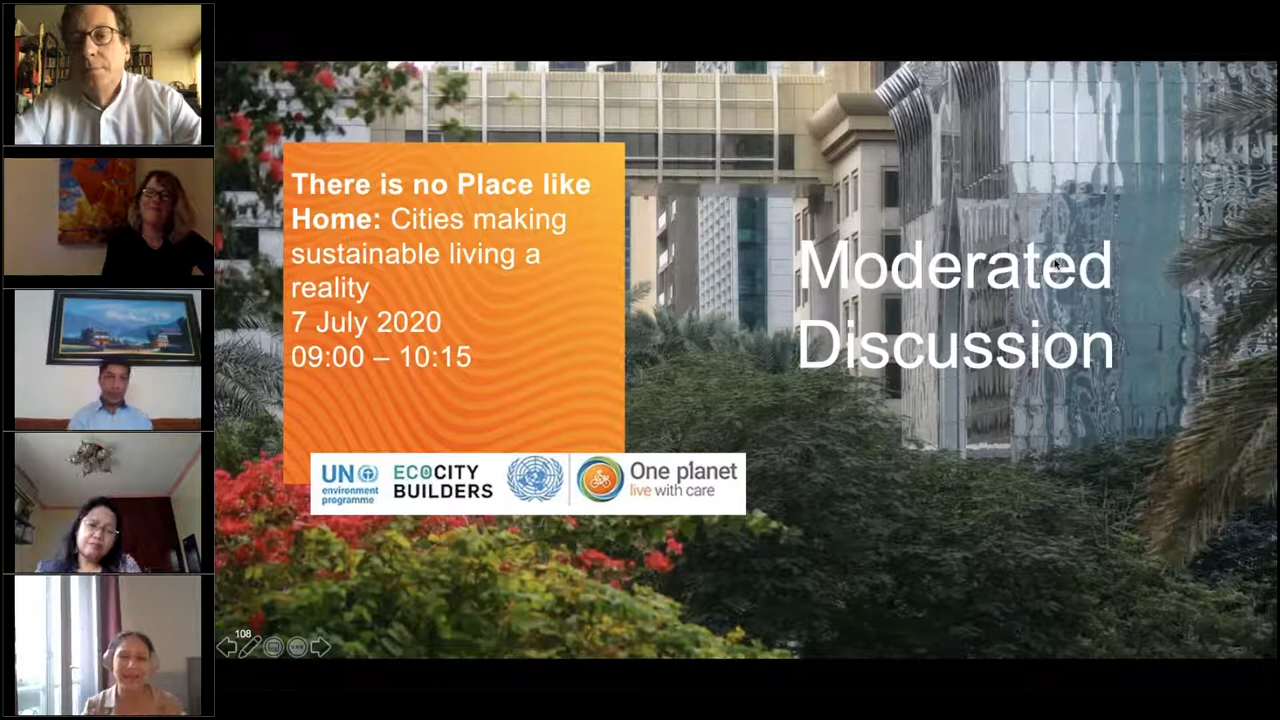 There is no Place like
Home: Cities making
sustainable living a
reality
7 July 2020
09:00 – 10:15
Moderated
Discussion
UN
environment
programme
ECOCITY
BUILDERS
One planet
live with care
108